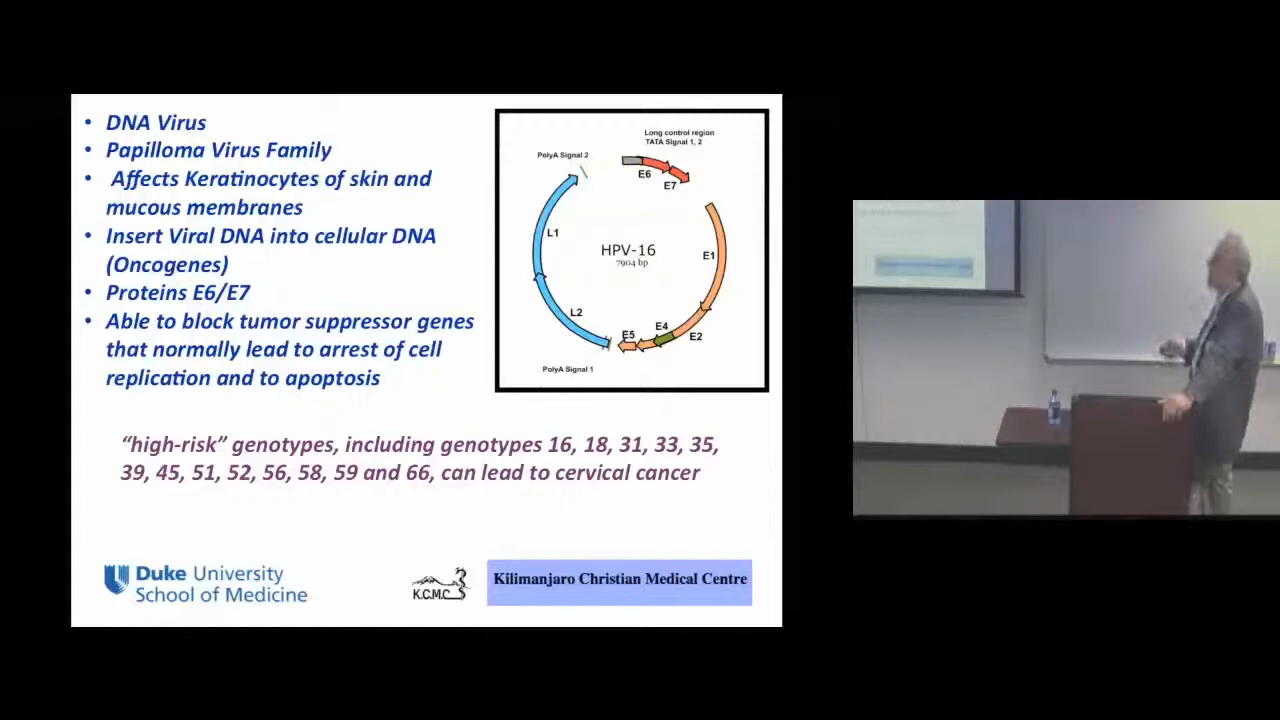 • DNA Virus
• Papilloma Virus Family
• Affects Keratinocytes of skin and
mucous membranes
• Insert Viral DNA into cellular DNA
(Oncogenes)
• Proteins E6/E7
• Able to block tumor suppressor genes
that normally lead to arrest of cell
replication and to apoptosis
Long control region
TATA Signal 1, 2
PolyA Signal 2
E6
E7
L1
HPV-16
7904 bp
E1
L2
E4
E5
E2
PolyA Signal 1
“high-risk” genotypes, including genotypes 16, 18, 31, 33, 35,
39, 45, 51, 52, 56, 58, 59 and 66, can lead to cervical cancer
Duke University
School of Medicine
K.C.M.C
Kilimanjaro Christian Medical Centre